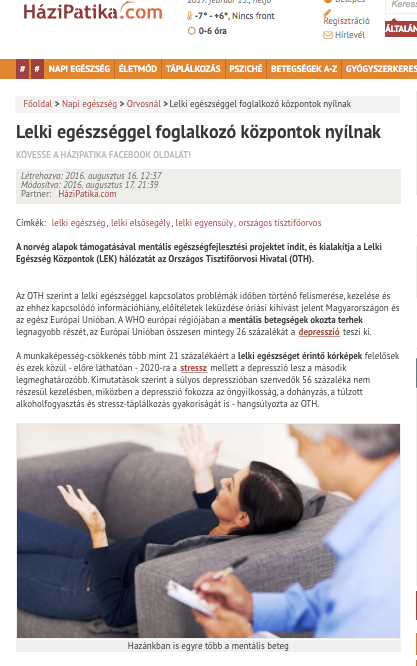 HáziPatika.com
-7° - +6°, Nincs front
0-6 óra
Regisztráció
Hírlevél
# # NAPI EGÉSZSÉG ÉLETMÓD TÁPLÁLKOZÁS PSZICHÉ BETEGSÉGEK A-Z GYÓGYSZERKERES
Főoldal > Napi egészség > Orvosnál > Lelki egészséggel foglalkozó központok nyílnak
Lelki egészséggel foglalkozó központok nyílnak
KÖVESSE A HÁZIPATIKA FACEBOOK OLDALÁT!
Létrehozva: 2016. augusztus 16. 12:37
Módosítva: 2016. augusztus 17. 21:39
Partner: HáziPatika.com
Címkék: lelki egészség, lelki elsősegély, lelki egyensúly, országos tisztifőorvos
A norvég alapok támogatásával mentális egészségfejlesztési projektet indít, és kialakítja a Lelki
Egészség Központok (LEK) hálózatát az Országos Tisztifőorvosi Hivatal (OTH).
Az OTH szerint a lelki egészséggel kapcsolatos problémák időben történő felismerése, kezelése és
az ehhez kapcsolódó információhiány, előítéletek leküzdése óriási kihívást jelent Magyarországon és
az egész Európai Unióban. A WHO európai régiójában a mentális betegségek okozta terhek
legnagyobb részét, az Európai Unióban összesen mintegy 26 százalékát a depresszió teszi ki.
A munkaképesség-csökkenés több mint 21 százalékáért a lelki egészséget érintő kórképek felelősek
és ezek közül - előre láthatóan - 2020-ra a stressz mellett a depresszió lesz a második
legmeghatározóbb. Kimutatások szerint a súlyos depresszióban szenvedők 56 százaléka nem
részesül kezelésben, miközben a depresszió fokozza az öngyilkosság, a dohányzás, a túlzott
alkoholfogyasztás és stressz-táplálkozás gyakoriságát is - hangsúlyozta az OTH.
Hazánkban is egyre több a mentális beteg